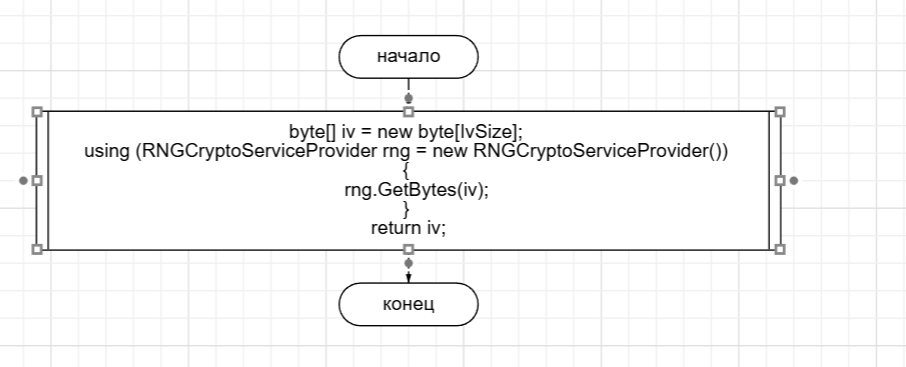 начало
byte[] iv = new byte[IvSize];
using (RNGCryptoServiceProvider rng = new RNGCryptoServiceProvider())
{
rng.GetBytes(iv);
}
return iv;
конец